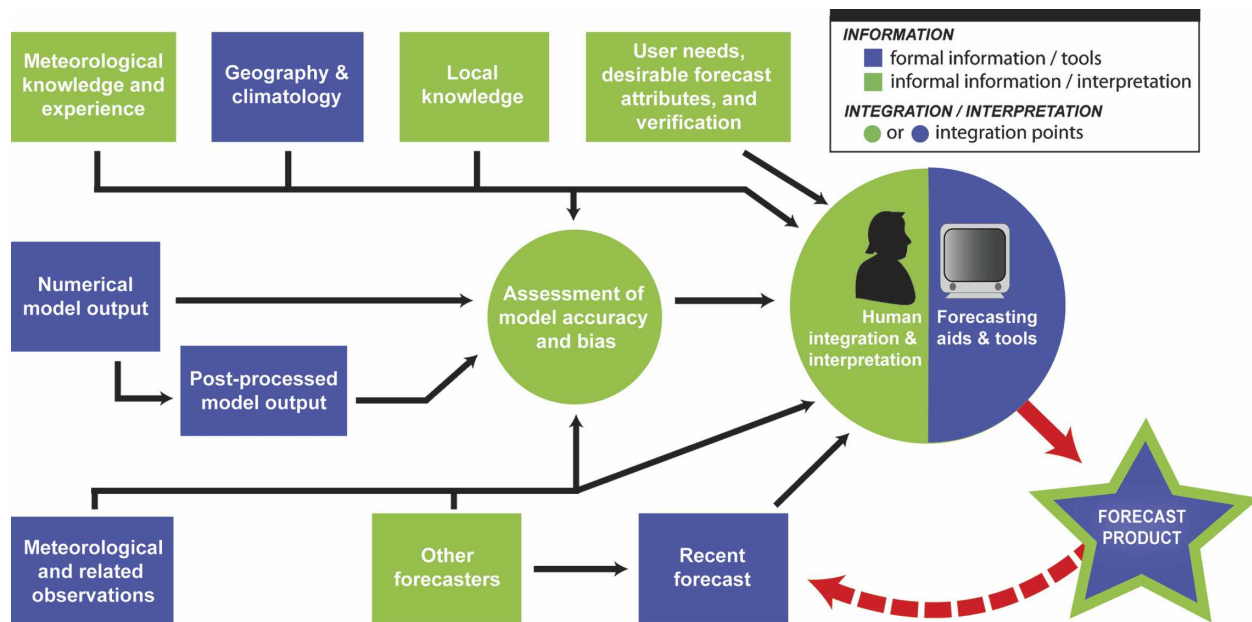 Meteorological
knowledge and
experience
Geography &
climatology
Local
knowledge
User needs,
desirable forecast
attributes, and
verification
INFORMATION
formal information / tools
informal information / interpretation
INTEGRATION / INTERPRETATION
or
integration points
Numerical
model output
Post-processed
model output
Assessment of
model accuracy
and bias
Human
integration &
interpretation
Forecasting
aids & tools
Meteorological
and related
observations
Other
forecasters
Recent
forecast
FORECAST
PRODUCT